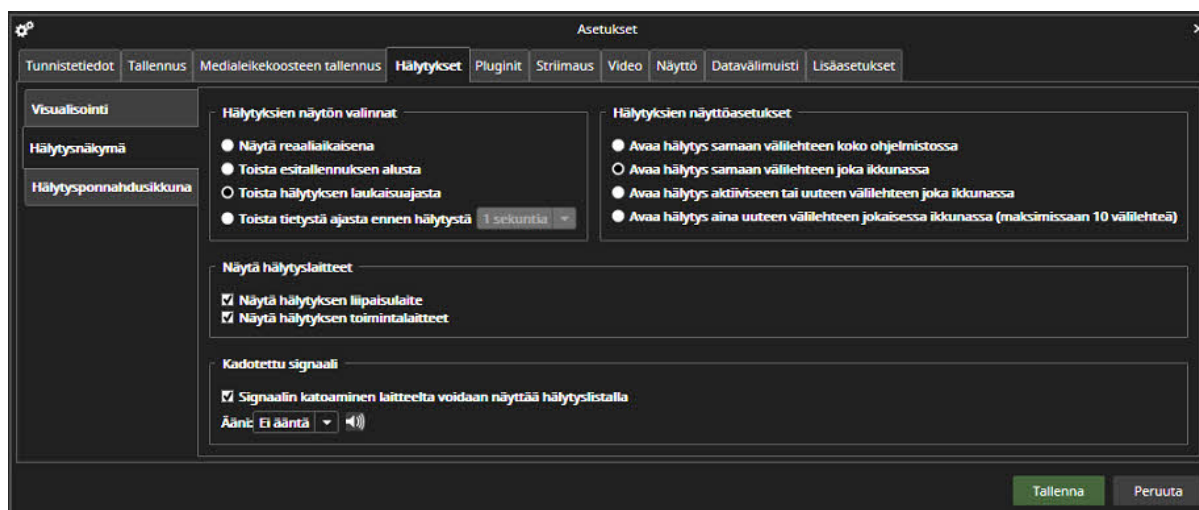 Asetukset
Tunnistetiedot Tallennus Medialeikekoosteen tallennus Hälytykset Pluginit Striimaus Video Näyttö Datavälimuisti Lisäasetukset
Visualisointi
Hälytysnäkymä
Hälytysponnahdusikkuna
Hälytyksien näytön valinnat
Näytä reaaliaikaisena
Toista esitallennuksen alusta
Toista hälytyksen laukaisuajasta
Toista tietystä ajasta ennen hälytystä 1 sekuntia
Hälytyksien näyttöasetukset
Avaa hälytys samaan välilehteen koko ohjelmistossa
Avaa hälytys samaan välilehteen joka ikkunassa
Avaa hälytys aktiiviseen tai uuteen välilehteen joka ikkunassa
Avaa hälytys aina uuteen välilehteen jokaisessa ikkunassa (maksimissaan 10 välilehteä)
Näytä hälytyslaitteet
Näytä hälytyksen liipaisulaite
Näytä hälytyksen toimintalaitteet
Kadotettu signaali
Signaalin katoaminen laitteelta voidaan näyttää hälytyslistalla
Ääni: Ei ääntä
Tallenna Peruuta